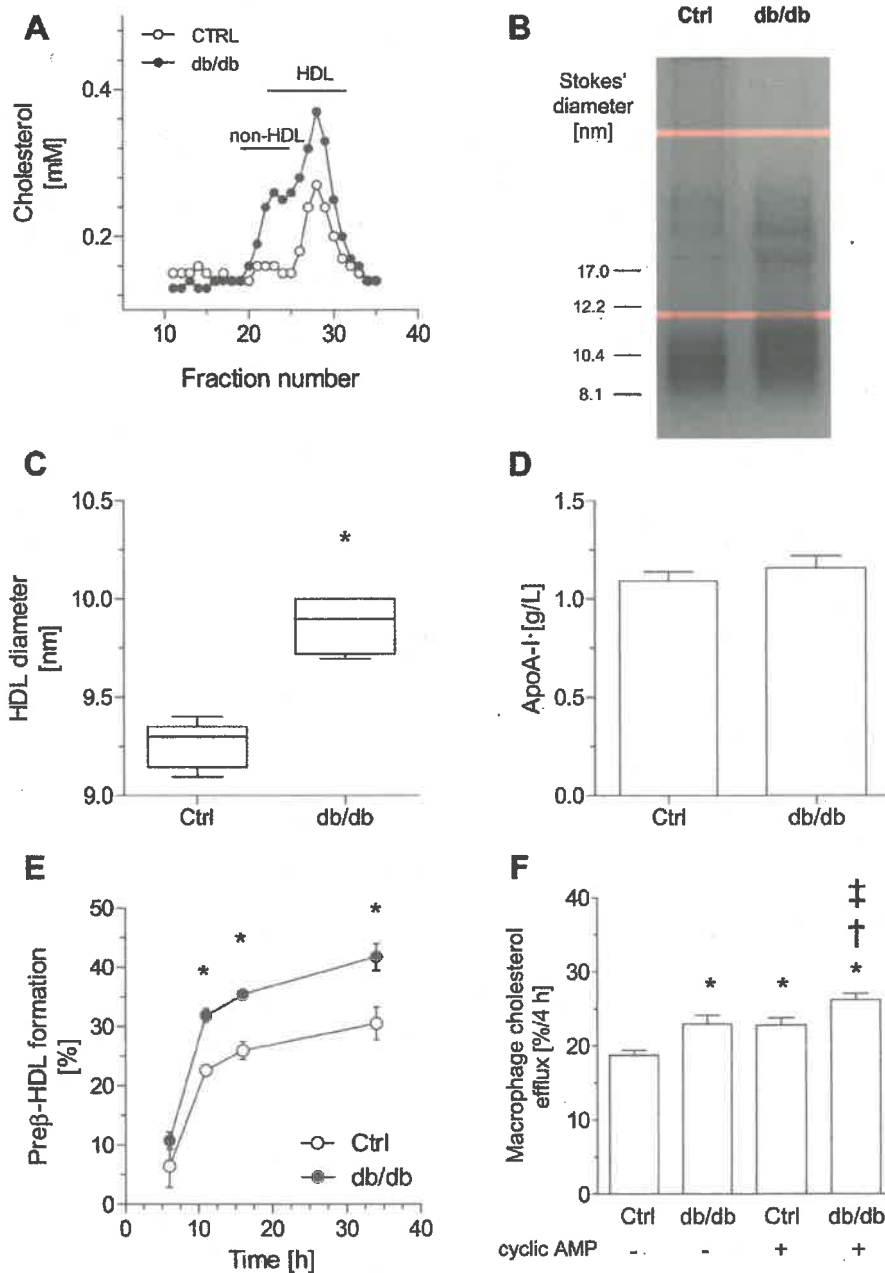 A
CTRL
db/db
HDL
non-HDL
Cholesterol
[mM]
0.4
0.2
10 20 30 40
Fraction number
B
Ctrl db/db
Stokes'
diameter
[nm]
17.0
12.2
10.4
8.1
C
HDL diameter
[nm]
10.5
10.0
9.5
9.0
*
Ctrl db/db
D
ApoA-I·[g/L]
1.5
1.0
0.5
0.0
Ctrl db/db
E
Preβ-HDL formation
[%]
50
40
30
20
10
0
* * *
Ctrl
db/db
0 10 20 30 40
Time [h]
F
Macrophage cholesterol
efflux [%/4 h]
40
30
20
10
0
‡
†
* * *
Ctrl db/db Ctrl db/db
cyclic AMP - - + +